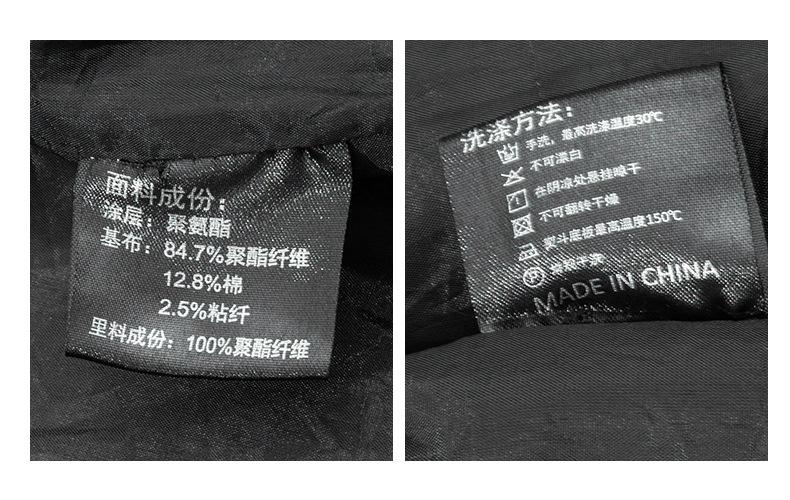 面料成份:
涂层: 聚氨酯
基布: 84.7%聚酯纤维
12.8%棉
2.5%粘纤
里料成份: 100%聚酯纤维
洗涤方法:
手洗，最高洗涤温度30℃
不可漂白
在阴凉处悬挂晾干
不可翻转干燥
熨斗底板最高温度150℃
常规干洗
MADE IN CHINA